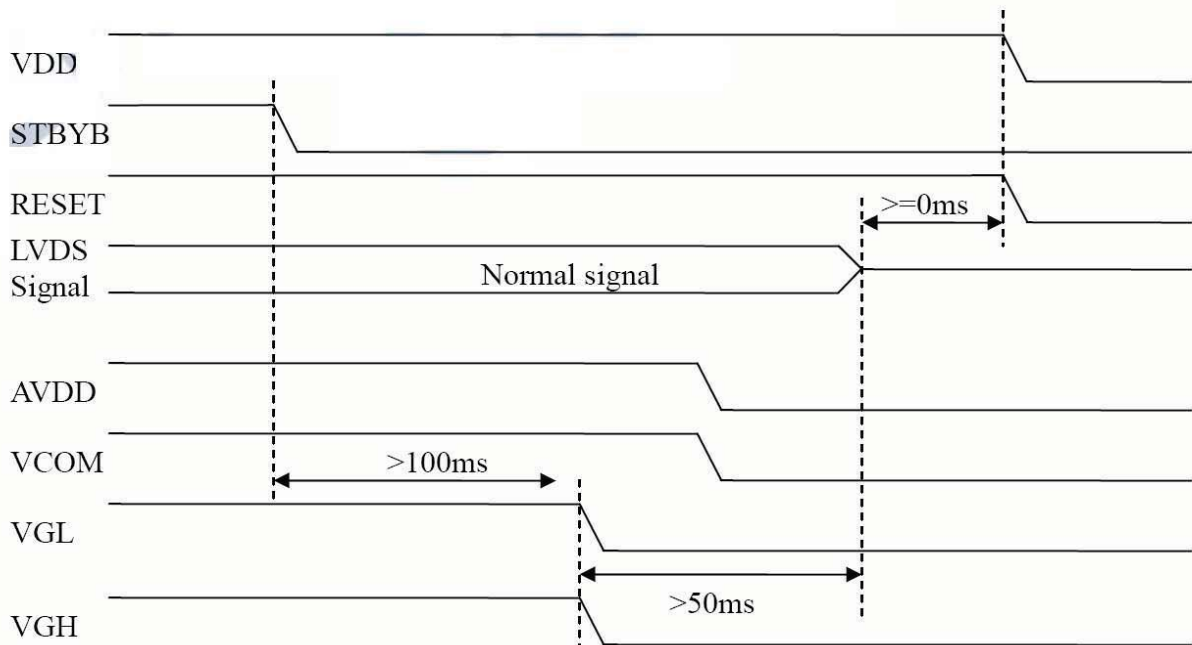 VDD
STBYB
RESET
>=0ms
LVDS
Signal
Normal signal
AVDD
VCOM
>100ms
VGL
>50ms
VGH